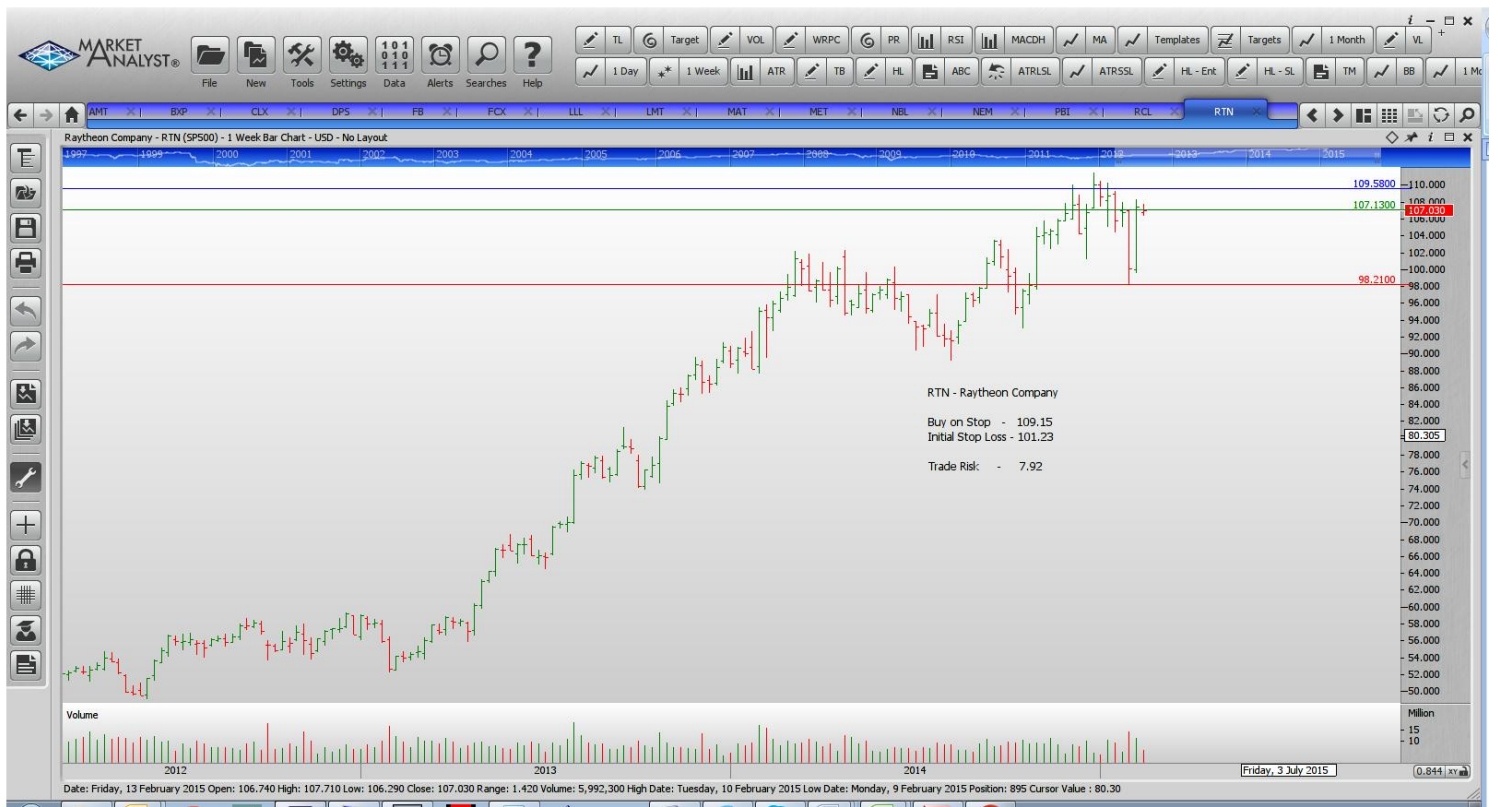 MARKET ANALYST®
File New Tools Settings Data Alerts Searches Help
TL Target VOL WRPC PR RSI MACDH MA Templates Targets 1 Month VL
1 Day 1 Week ATR TB HL ABC ATRLSL ATRSSL HL - Ent HL - SL TM BB
AMT BXP CLX DPS FB FCX LLL LMT MAT MET NBL NEM PBI RCL RTN
Raytheon Company - RTN (SP500) - 1 Week Bar Chart - USD - No Layout
1997 1999 2000 2001 2002 2003 2004 2005 2006 2007 2008 2009 2010 2011 2012 2013 2014 2015
109.5800
110.000
107.1300
108.000
107.030
106.000
104.000
102.000
100.000
98.2100
98.000
96.000
94.000
92.000
90.000
88.000
86.000
84.000
82.000
80.305
78.000
76.000
74.000
72.000
70.000
68.000
66.000
64.000
62.000
60.000
58.000
56.000
54.000
52.000
50.000
RTN - Raytheon Company
Buy on Stop - 109.15
Initial Stop Loss - 101.23
Trade Risk - 7.92
Volume
Million
15
10
2012 2013 2014
Friday, 3 July 2015
0.844 XY
Date: Friday, 13 February 2015 Open: 106.740 High: 107.710 Low: 106.290 Close: 107.030 Range: 1.420 Volume: 5,992,300 High Date: Tuesday, 10 February 2015 Low Date: Monday, 9 February 2015 Position: 895 Cursor Value : 80.30